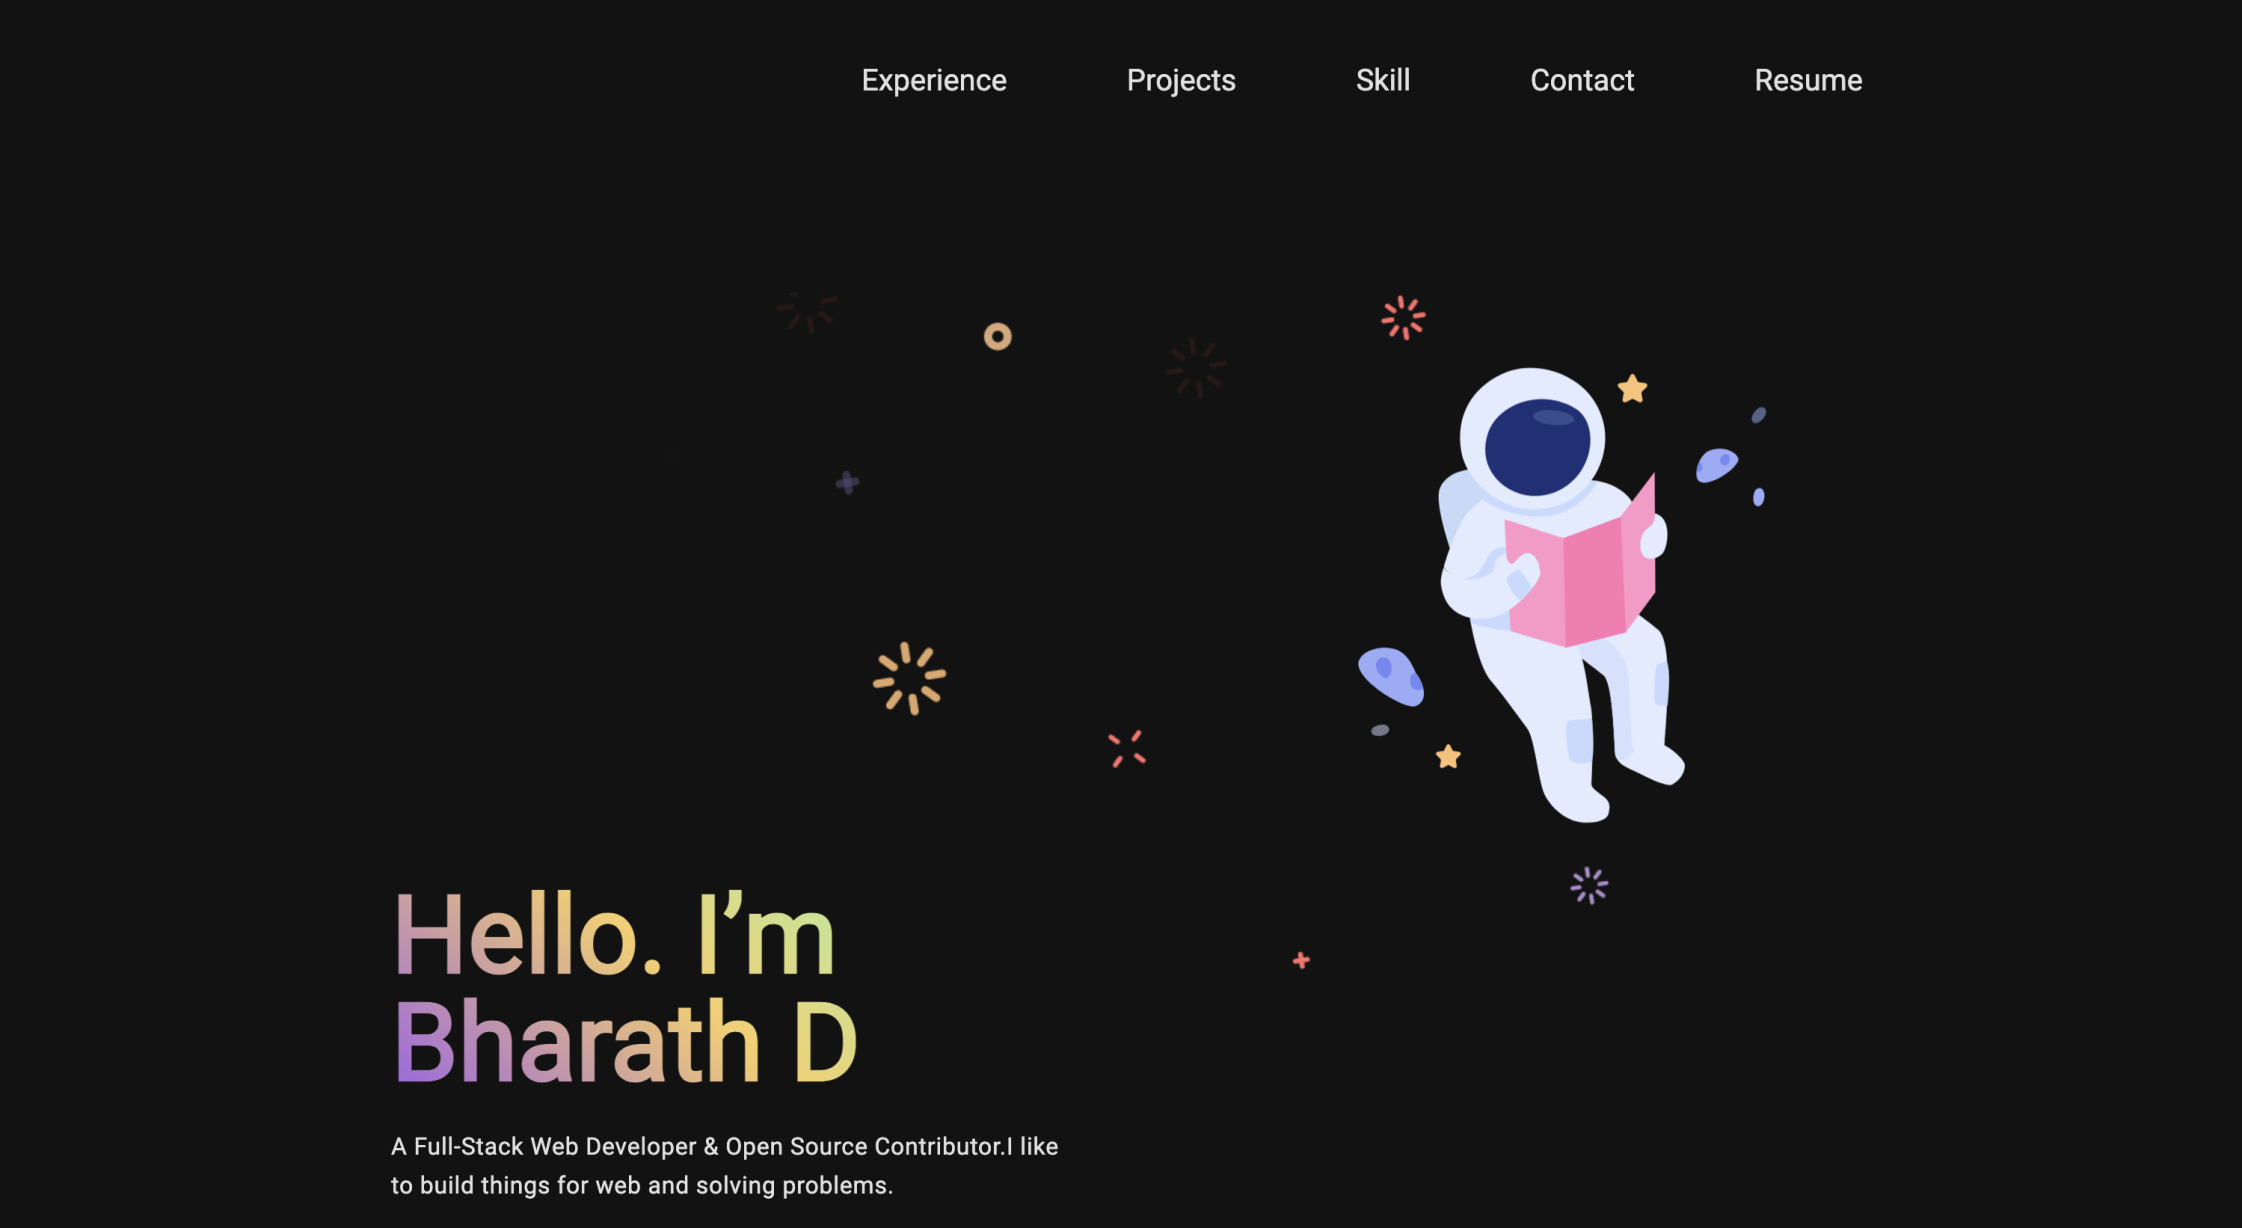 Experience Projects Skill Contact Resume
Hello. I’m
Bharath D
A Full-Stack Web Developer & Open Source Contributor.I like
to build things for web and solving problems.